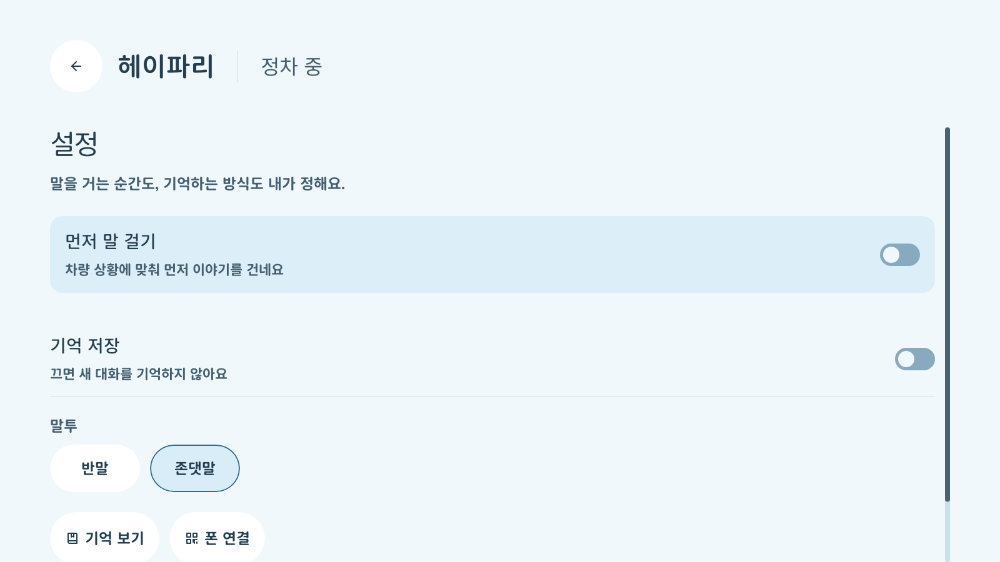 헤이파리
정차 중
설정
말을 거는 순간도, 기억하는 방식도 내가 정해요.
먼저 말 걸기
차량 상황에 맞춰 먼저 이야기를 건네요
기억 저장
끄면 새 대화를 기억하지 않아요
말투
반말
존댓말
기억 보기
폰 연결